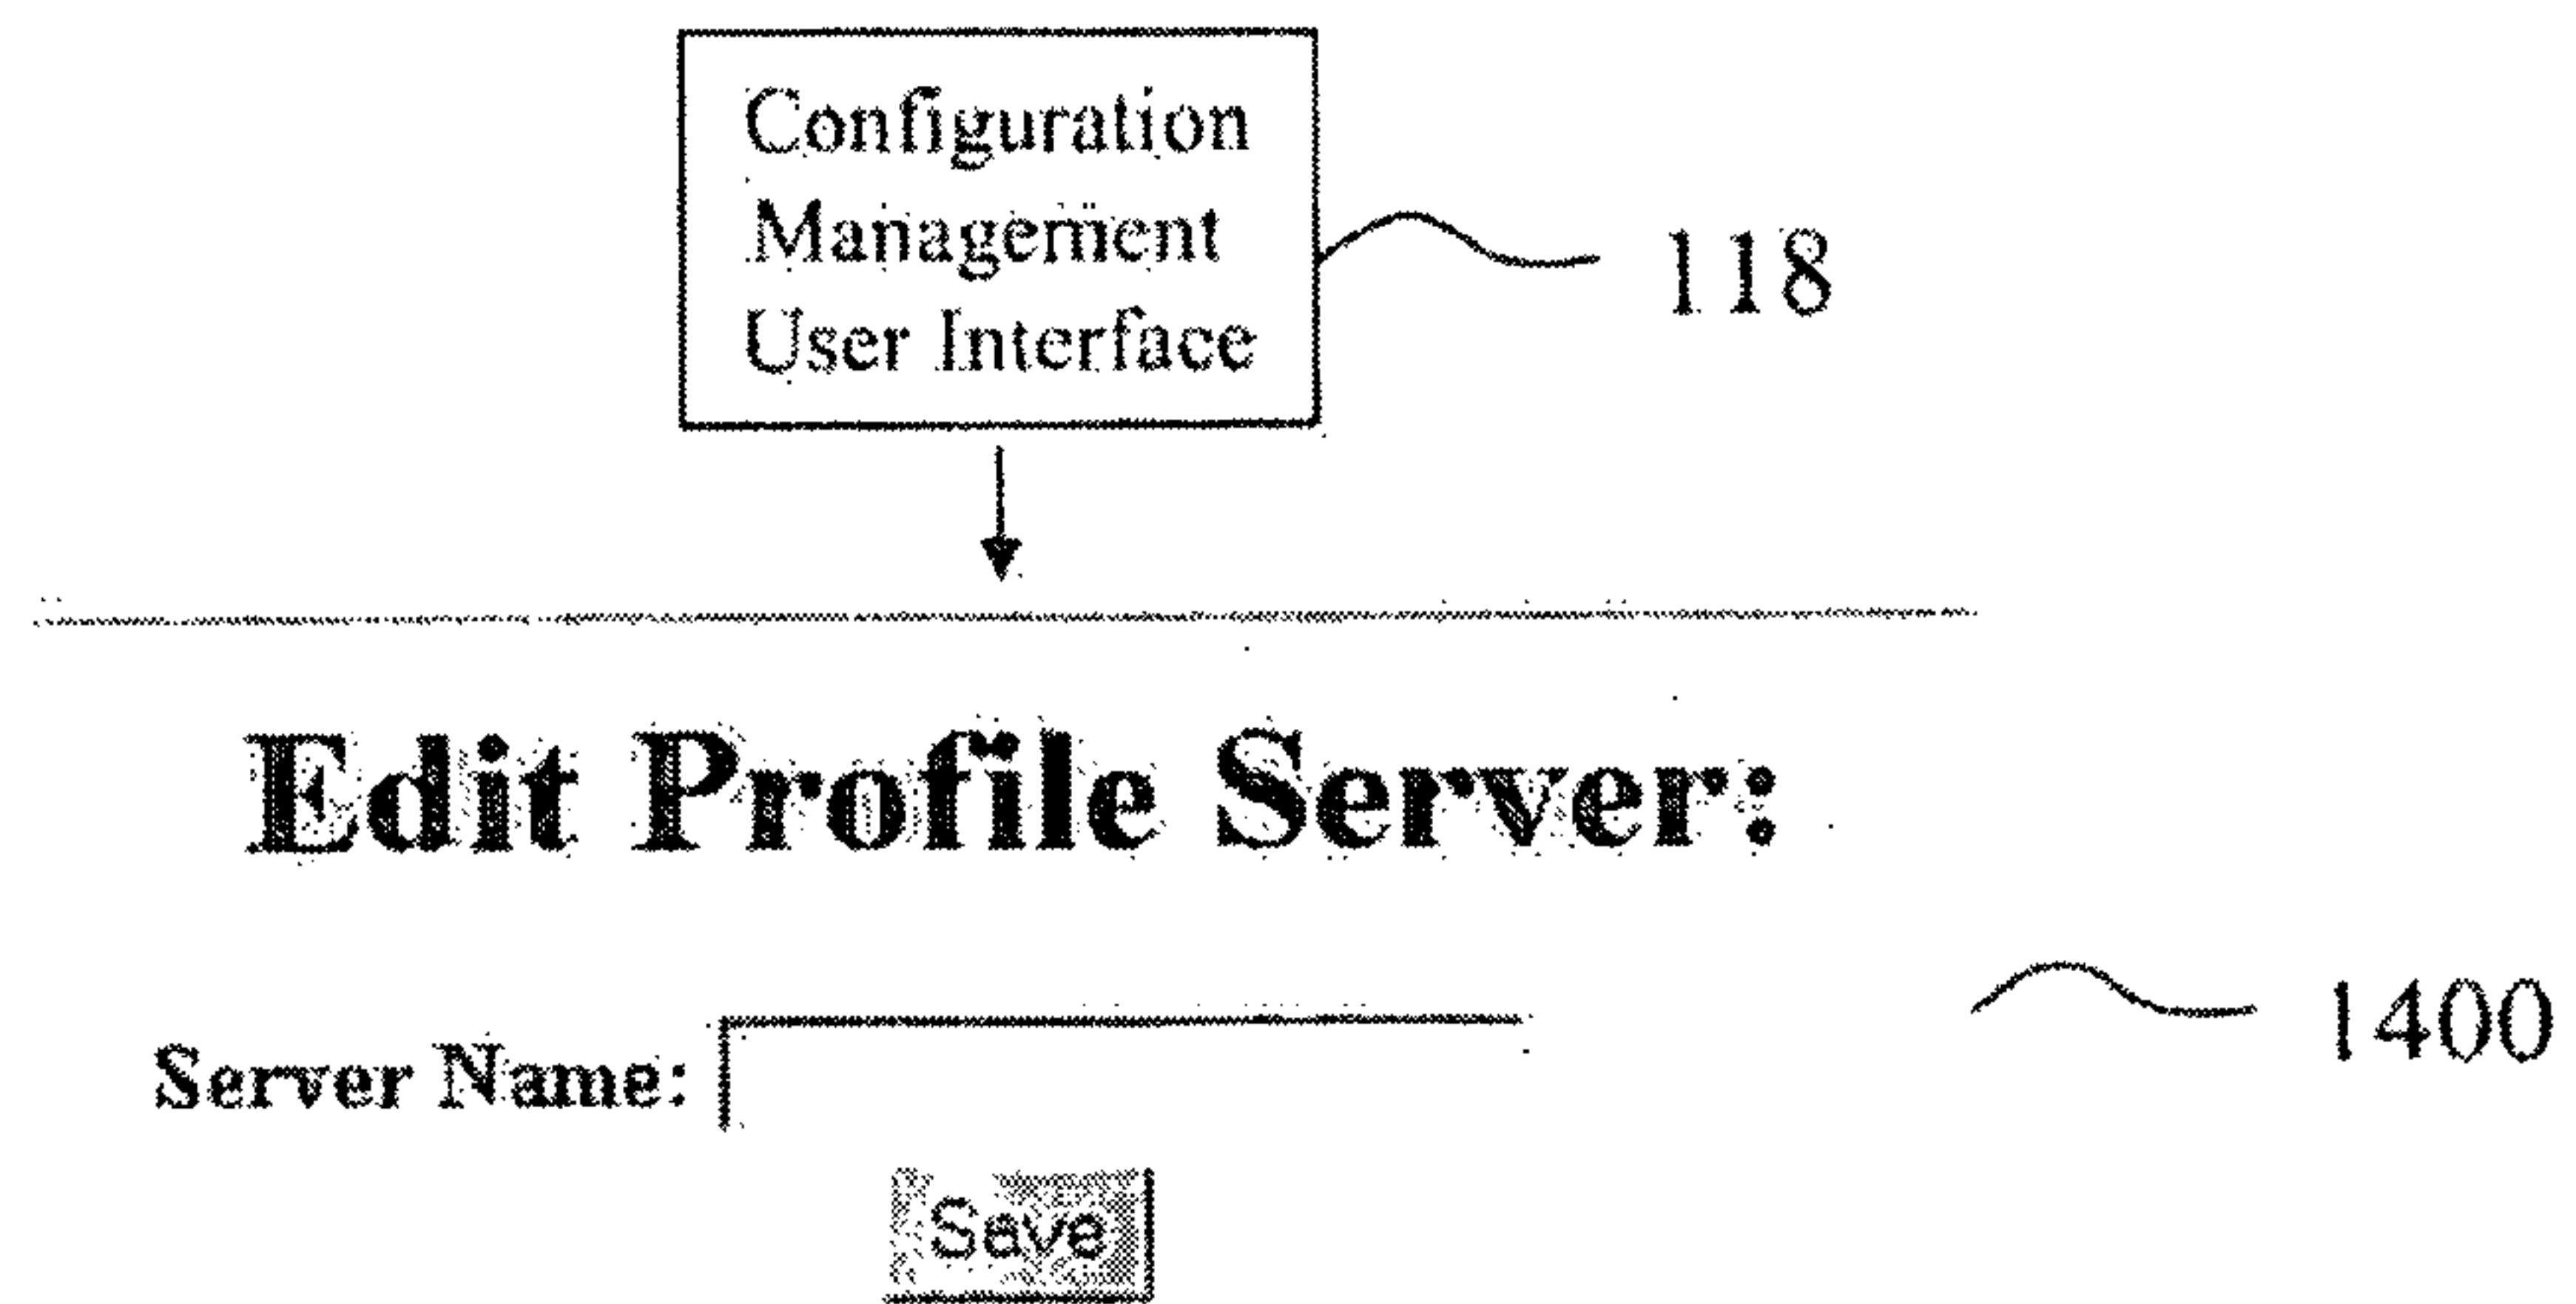 Configuration
Management
User Interface
118
Edit Profile Server:
1400
Server Name:
Save